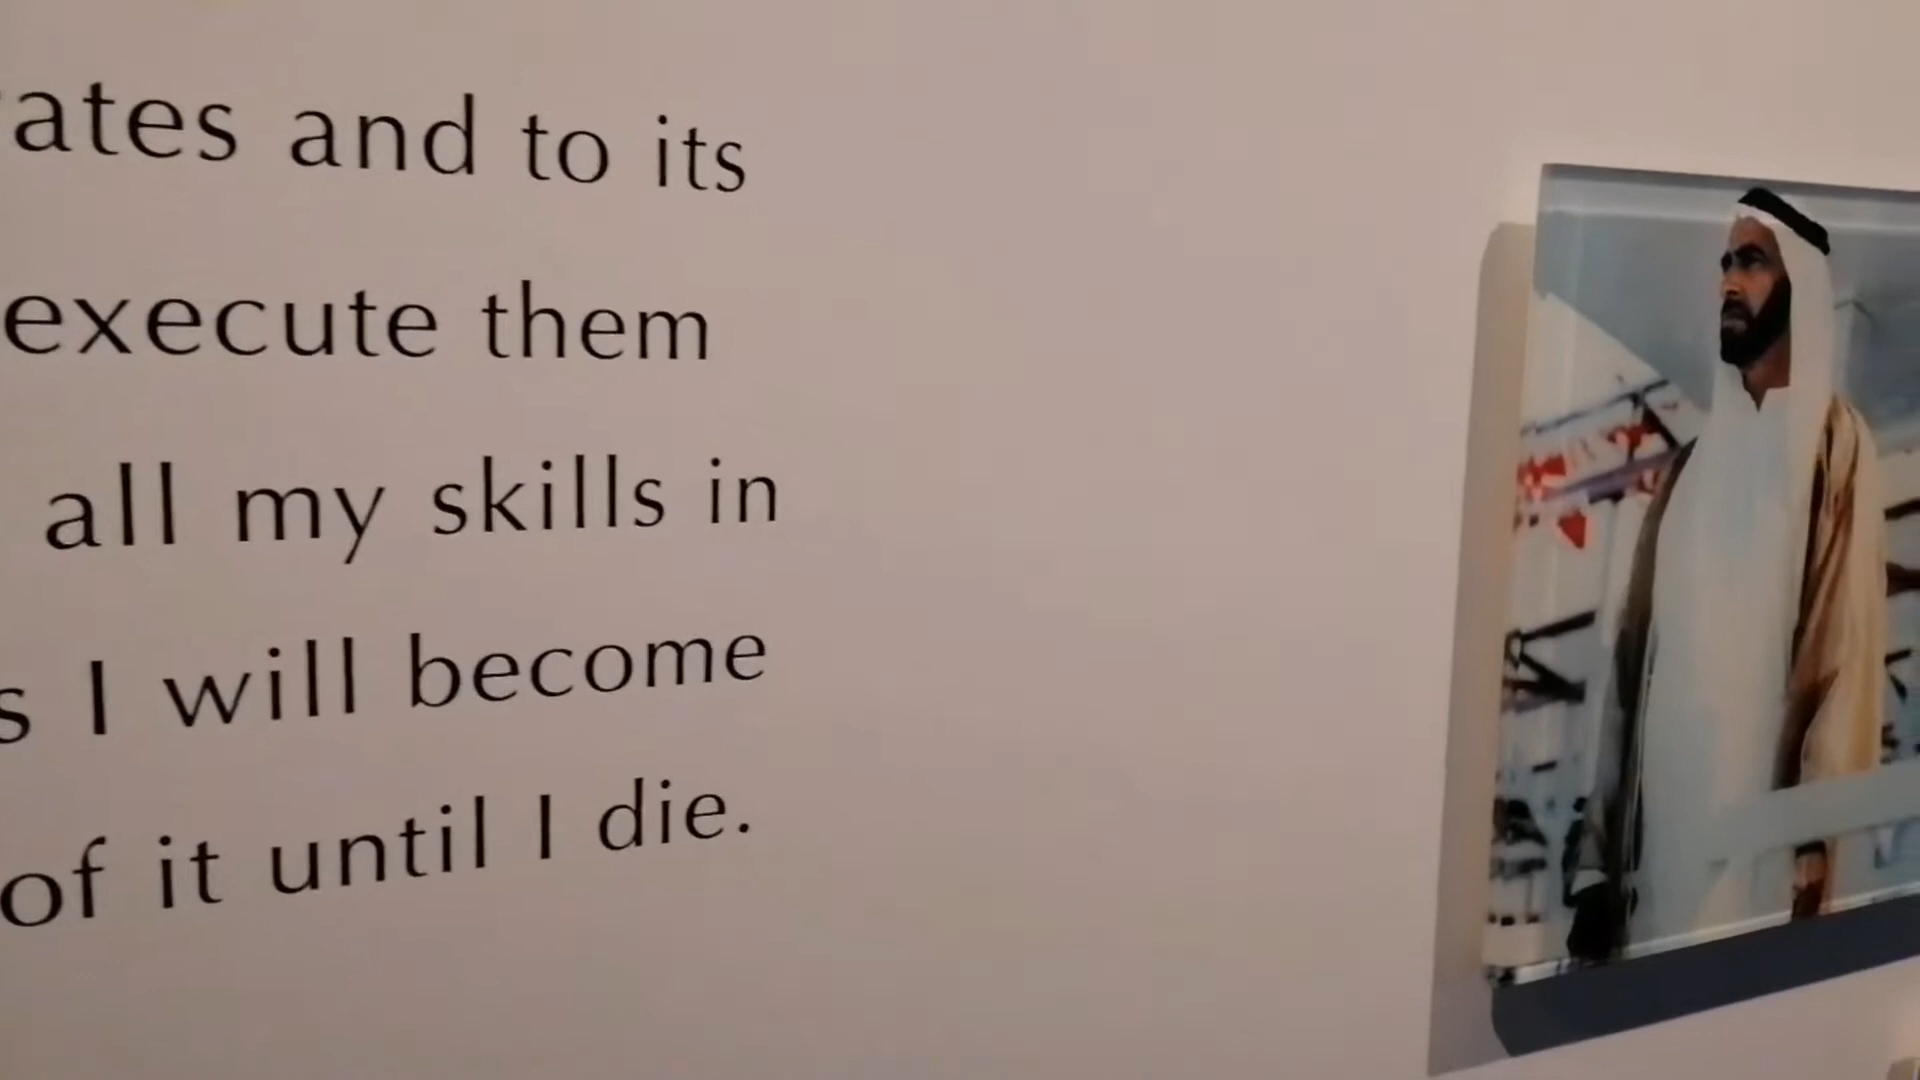 ates and to its
execute them
all my skills in
s I will become
of it until I die.